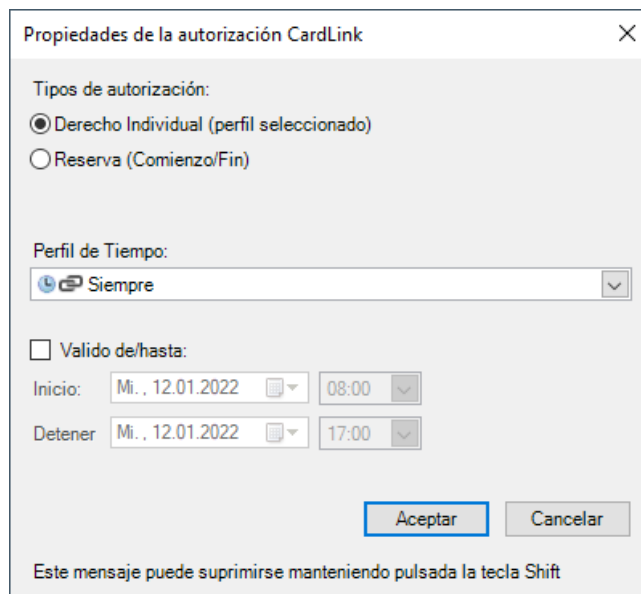 Propiedades de la autorización CardLink
Tipos de autorización:
Derecho Individual (perfil seleccionado)
Reserva (Comienzo/Fin)
Perfil de Tiempo:
Siempre
Valido de/hasta:
Inicio: Mi. , 12.01.2022 08:00
Detener Mi. , 12.01.2022 17:00
Aceptar Cancelar
Este mensaje puede suprimirse manteniendo pulsada la tecla Shift